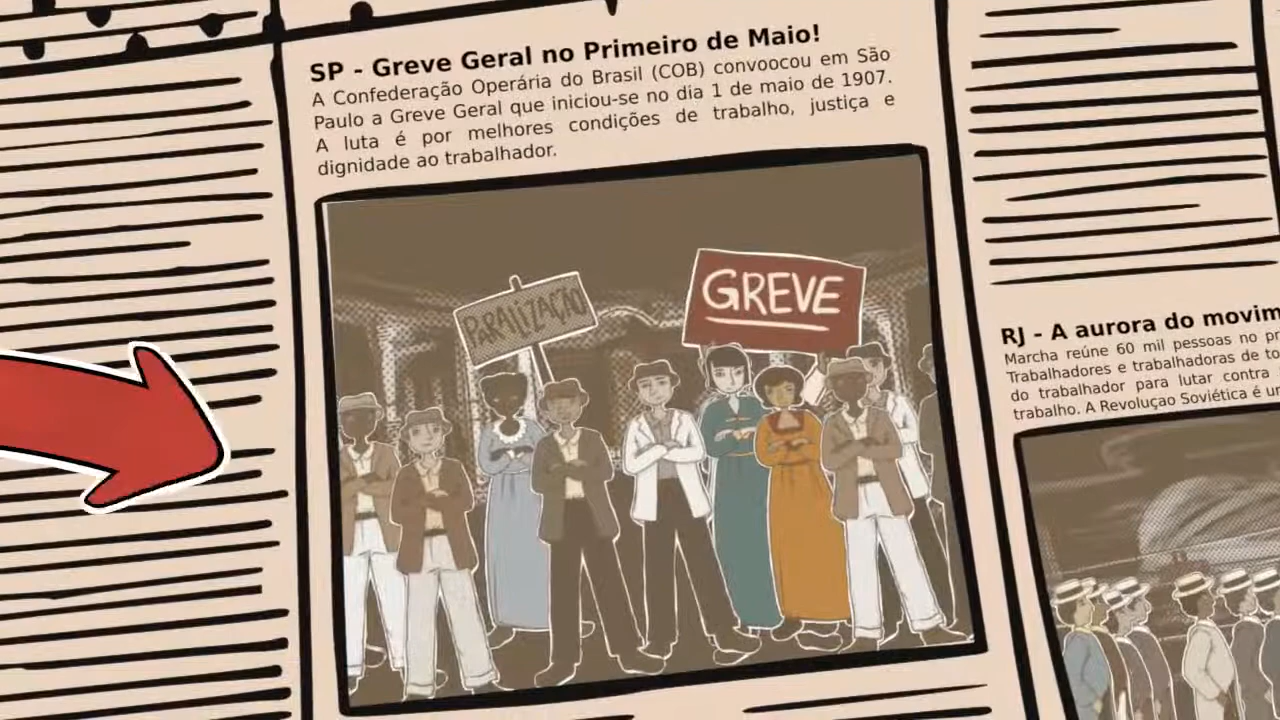 SP - Greve Geral no Primeiro de Maio!
A Confederação Operária do Brasil (COB) convoocou em São
Paulo a Greve Geral que iniciou-se no dia 1 de maio de 1907.
A luta é por melhores condições de trabalho, justiça e
dignidade ao trabalhador.
PARALIZAÇÃO
GREVE
RJ - A aurora do movim
Marcha reúne 60 mil pessoas no pr
Trabalhadores e trabalhadoras de to
do trabalhador para lutar contra
trabalho. A Revoluçao Soviética é u